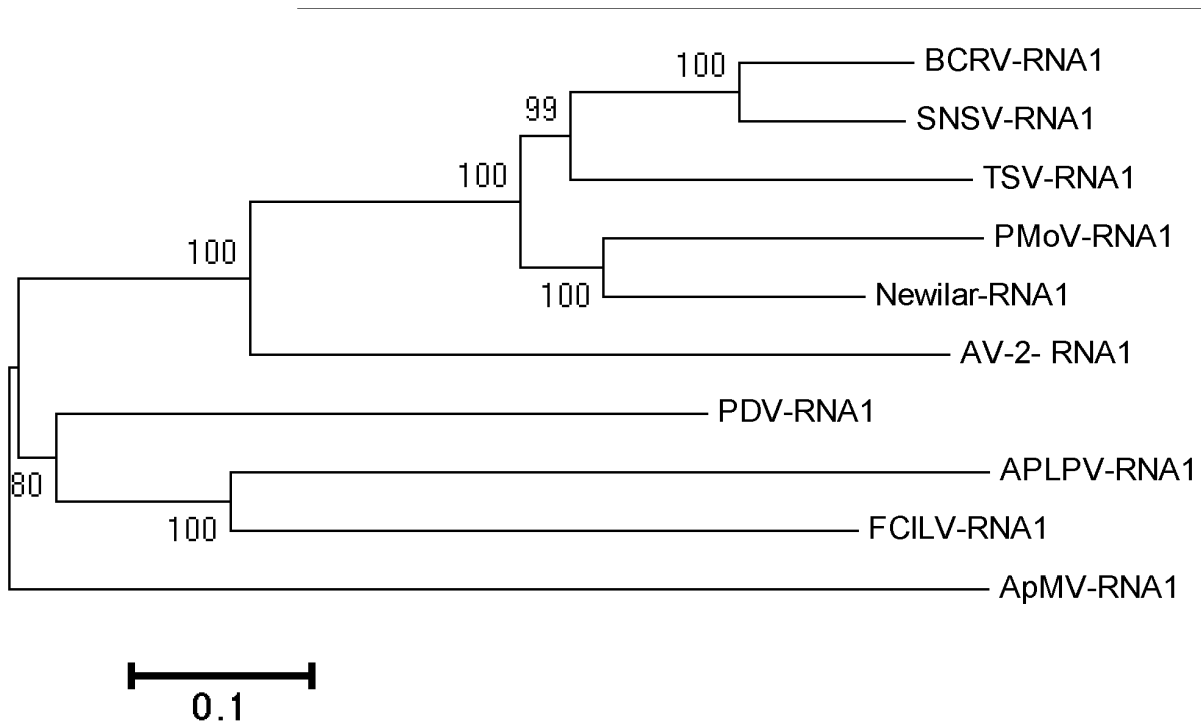 100
BCRV-RNA1
SNSV-RNA1
99
TSV-RNA1
100
PMoV-RNA1
100
Newilar-RNA1
100
AV-2- RNA1
PDV-RNA1
80
APLPV-RNA1
100
FCILV-RNA1
ApMV-RNA1
0.1